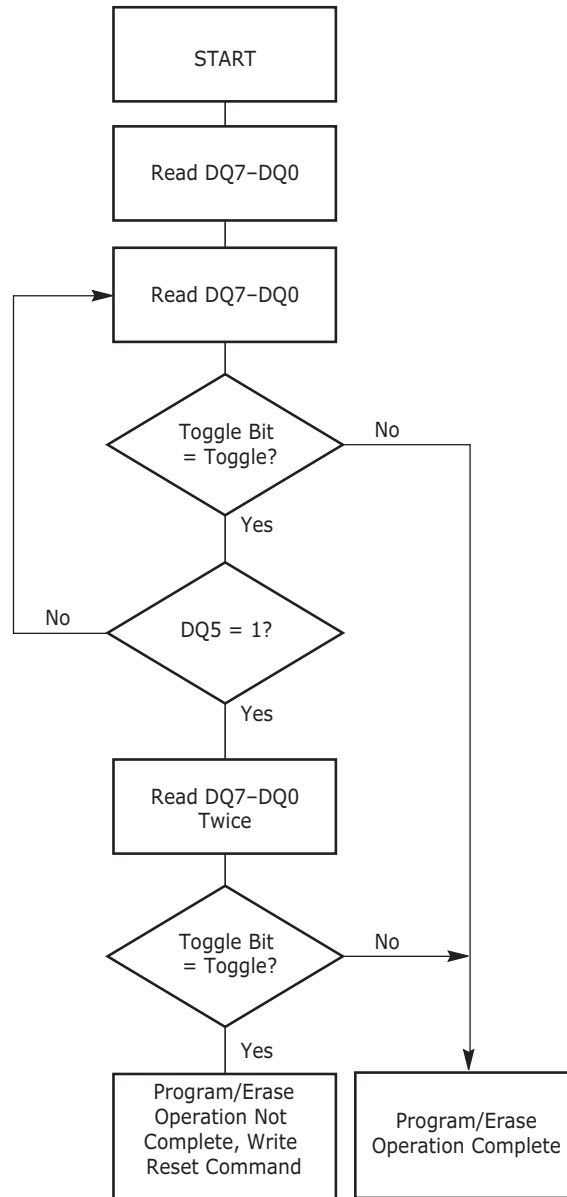 START
Read DQ7–DQ0
Read DQ7–DQ0
Toggle Bit
= Toggle?
No
Yes
No
DQ5 = 1?
Yes
Read DQ7–DQ0
Twice
Toggle Bit
= Toggle?
No
Yes
Program/Erase
Operation Not
Complete, Write
Reset Command
Program/Erase
Operation Complete